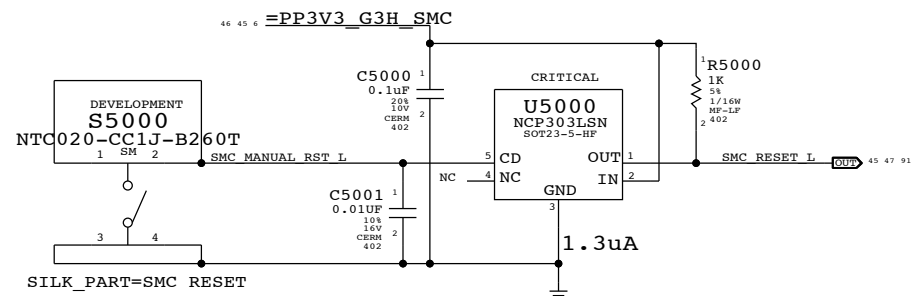 46 45 6 =PP3V3_G3H_SMC
DEVELOPMENT
S5000
NTC020-CC1J-B260T
SM
1 2
3 4
SILK_PART=SMC RESET
SMC_MANUAL_RST_L
C5000 1
0.1uF
20%
10V
CERM
402
2
C5001 1
0.01UF
10%
16V
CERM
402
2
NC
CRITICAL
U5000
NCP303LSN
SOT23-5-HF
5 CD OUT 1
4 NC IN 2
GND
3
1.3uA
1
R5000
1K
5%
1/16W
MF-LF
402
2
SMC_RESET_L OUT 45 47 91